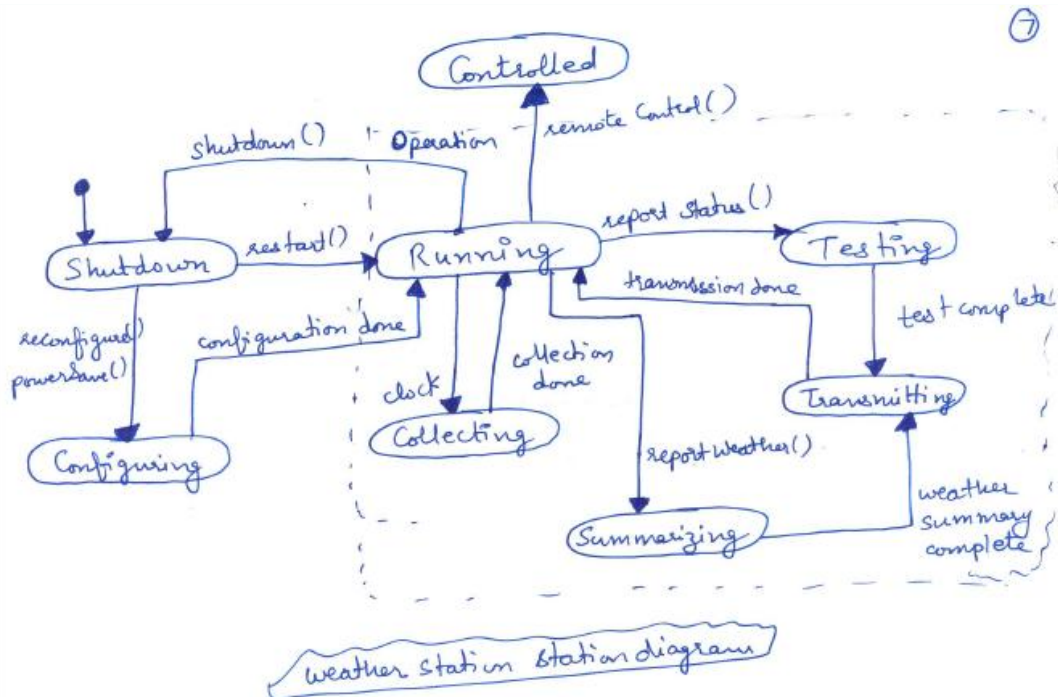 7
Controlled
remote Control()
Operation
shutdown()
report Status()
Shutdown
restart()
Running
Testing
transmssion done
test complete
reconfigure()
powersave()
configuration done
collection
done
clock
Transmitting
Configuring
Collecting
report weather()
Summarizing
weather
summary
complete
weather Station Station diagram